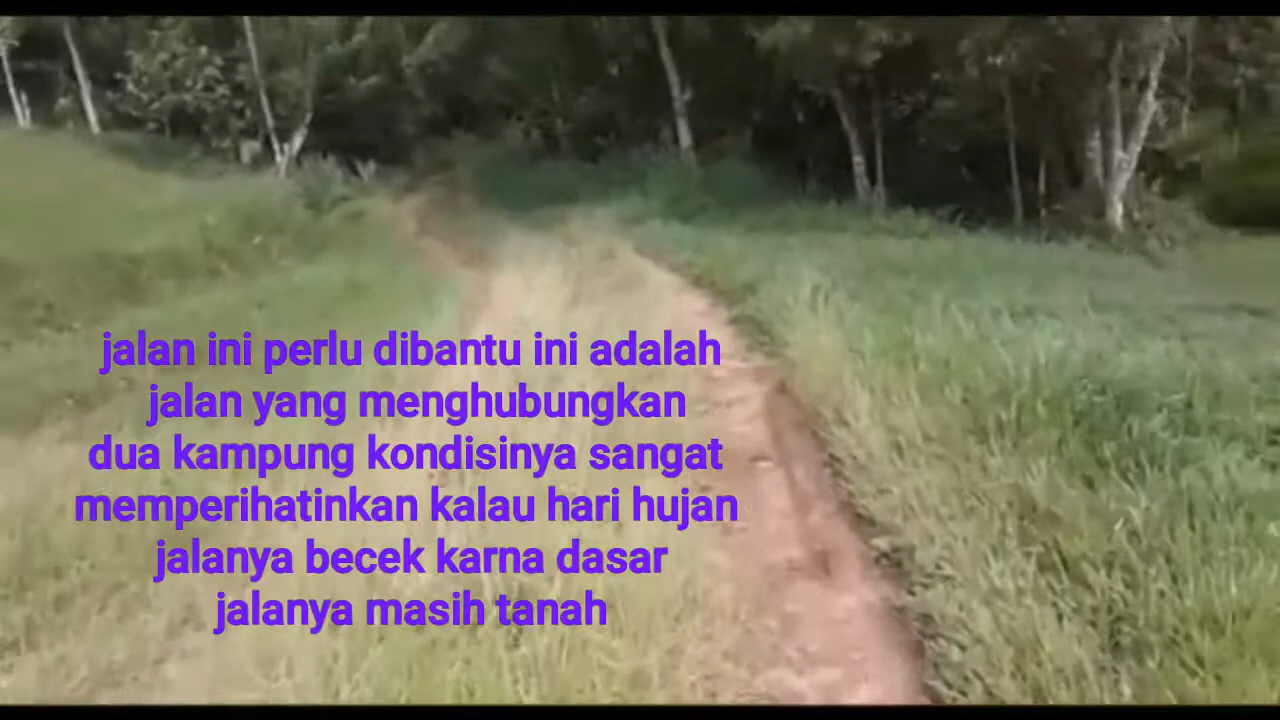 jalan ini perlu dibantu ini adalah
jalan yang menghubungkan
dua kampung kondisinya sangat
memperihatinkan kalau hari hujan
jalanya becek karna dasar
jalanya masih tanah